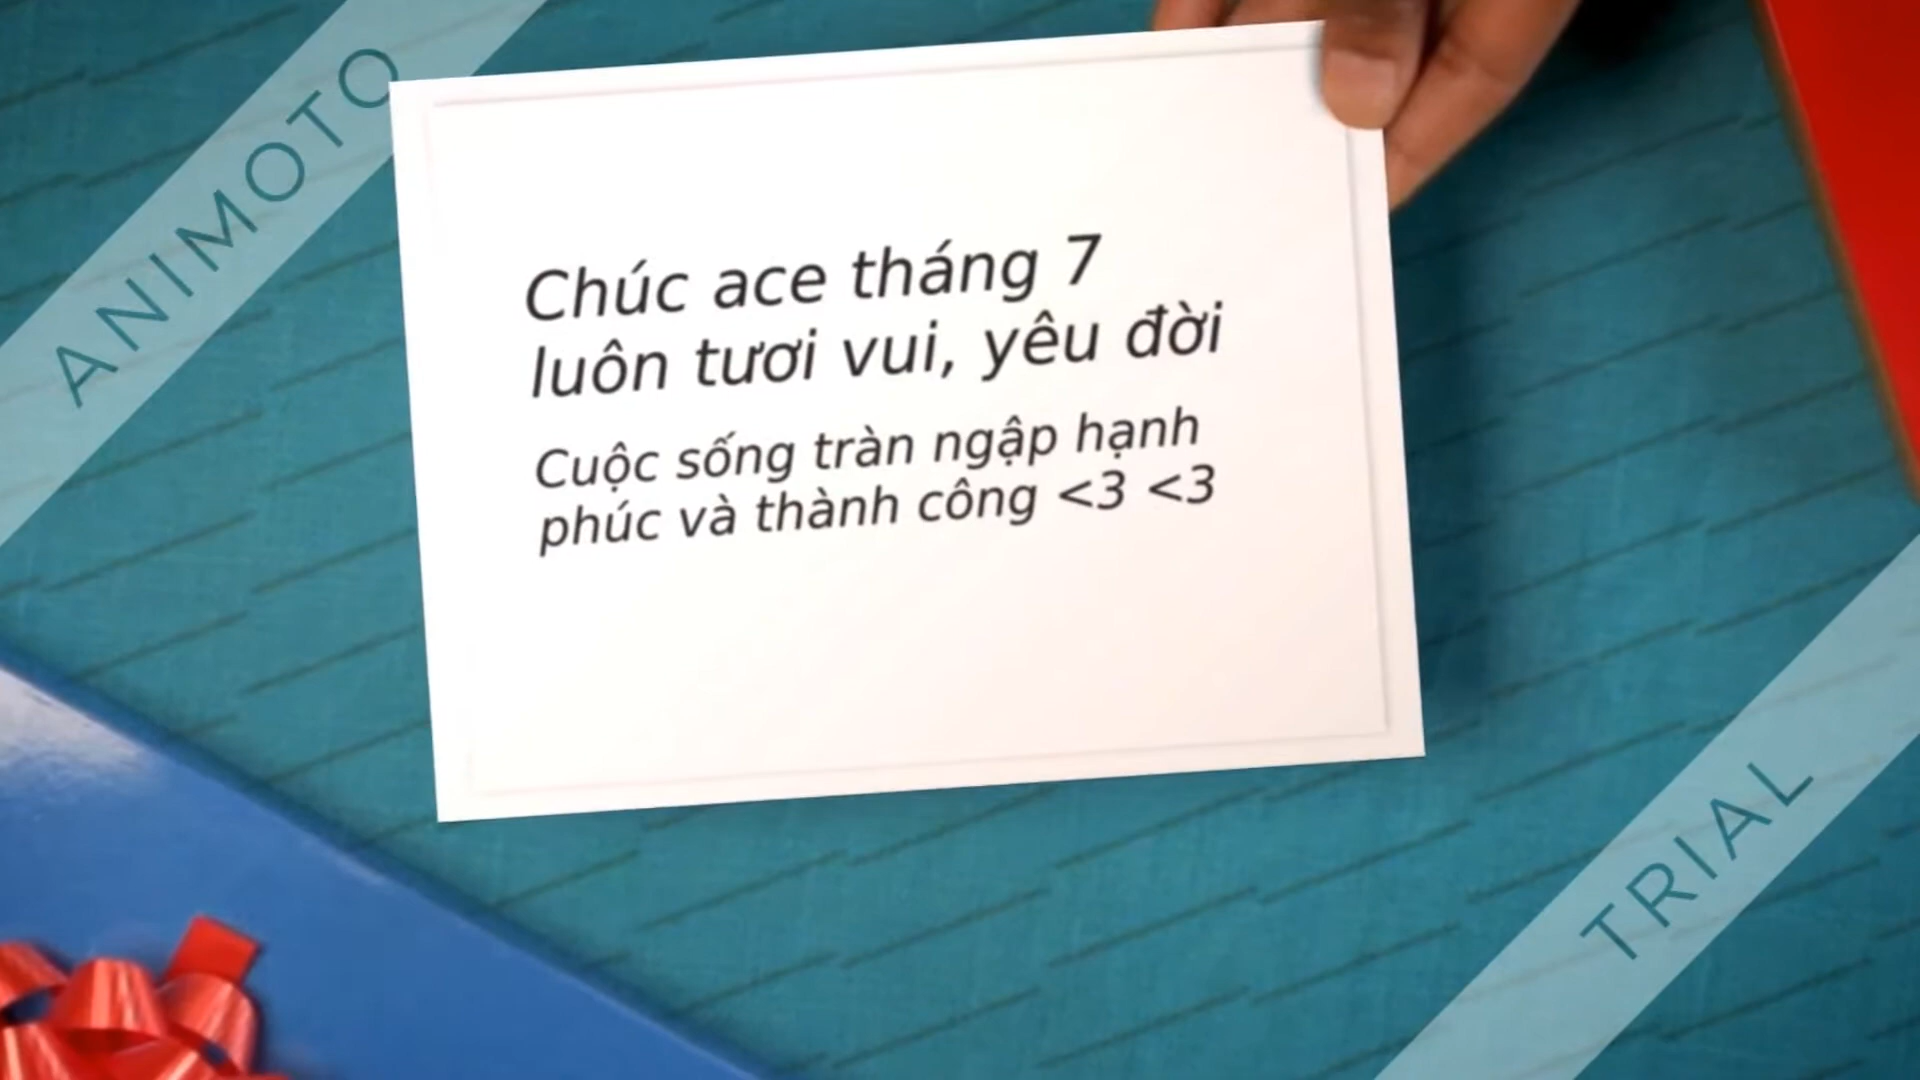 ANIMOTO
Chúc ace tháng 7
luôn tươi vui, yêu đời
Cuộc sống tràn ngập hạnh
phúc và thành công <3 <3
TRIAL